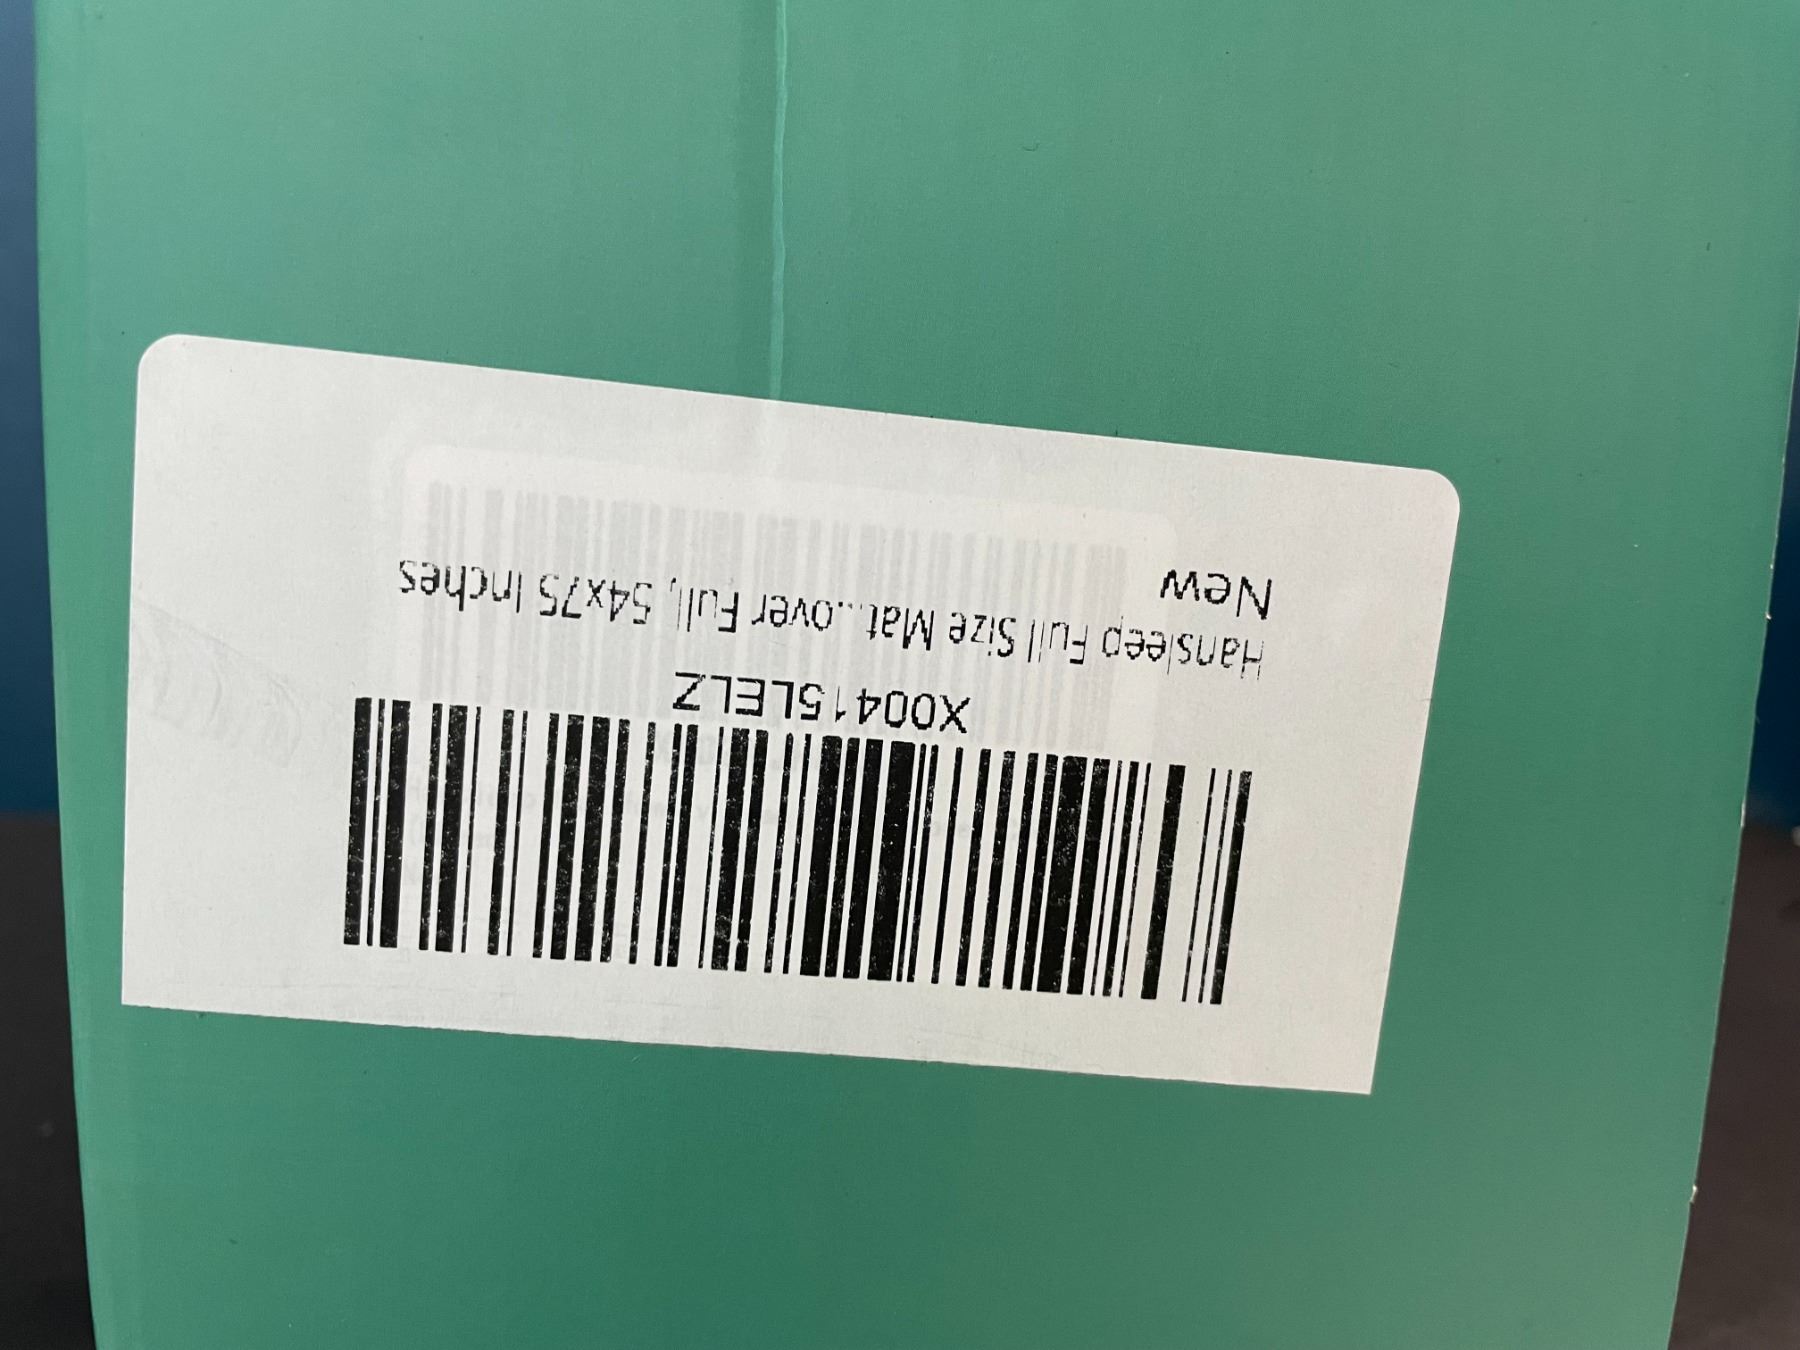 X00415LELZ
Hansleep Full Size Mat...over Full, 54x75 Inches
New